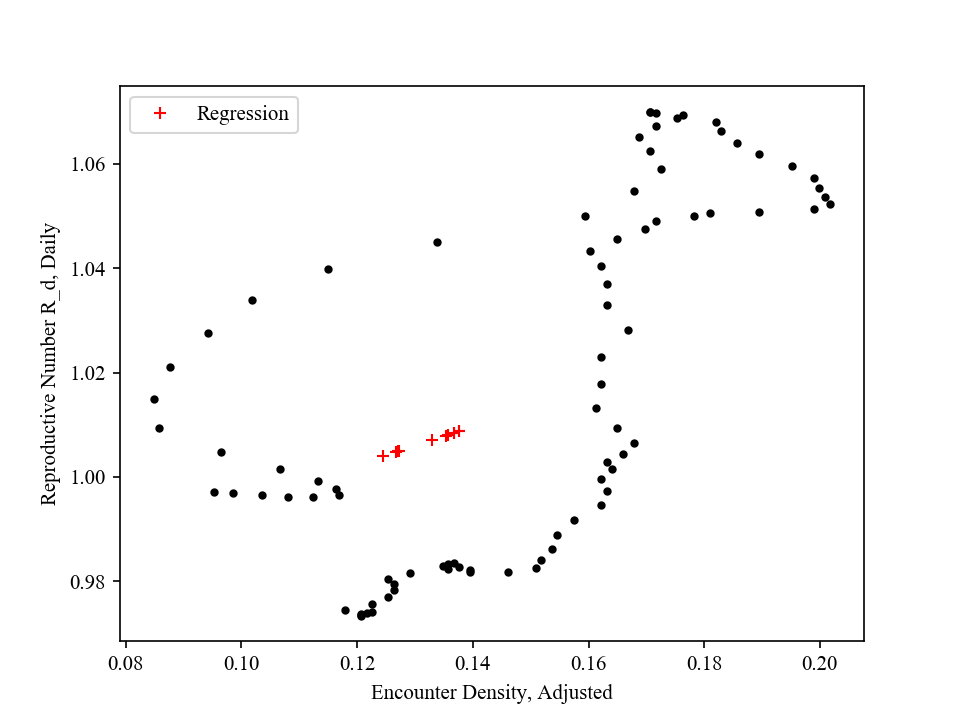 Regression
1.06
1.04
1.02
1.00
0.98
Reproductive Number R_d, Daily
0.08 0.10 0.12 0.14 0.16 0.18 0.20
Encounter Density, Adjusted